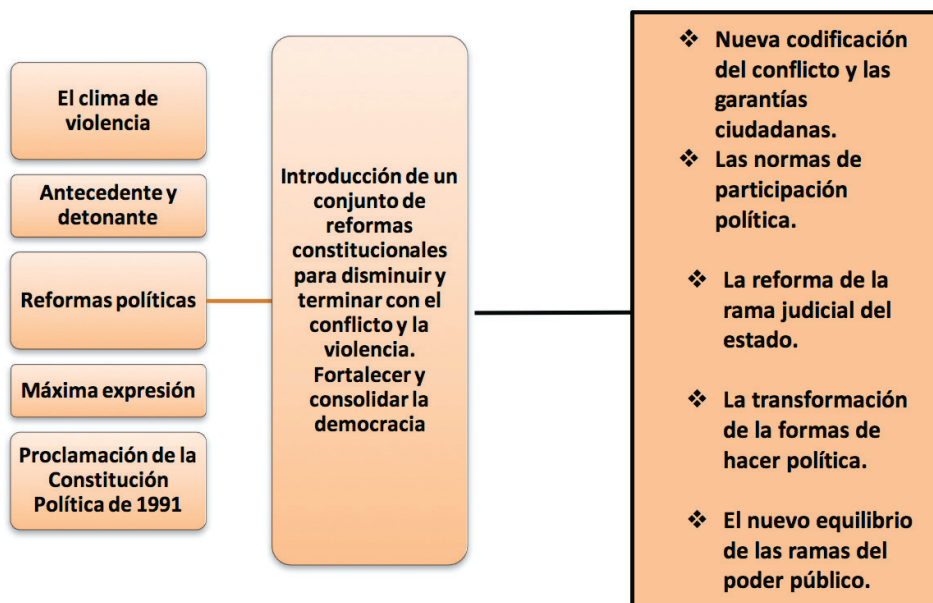 El clima de
violencia
Antecedente y
detonante
Reformas políticas
Máxima expresión
Proclamación de la
Constitución
Política de 1991
Introducción de un
conjunto de
reformas
constitucionales
para disminuir y
terminar con el
conflicto y la
violencia.
Fortalecer y
consolidar la
democracia
❖ Nueva codificación
del conflicto y las
garantías
ciudadanas.
❖ Las normas de
participación
política.
❖ La reforma de la
rama judicial del
estado.
❖ La transformación
de la formas de
hacer política.
❖ El nuevo equilibrio
de las ramas del
poder público.